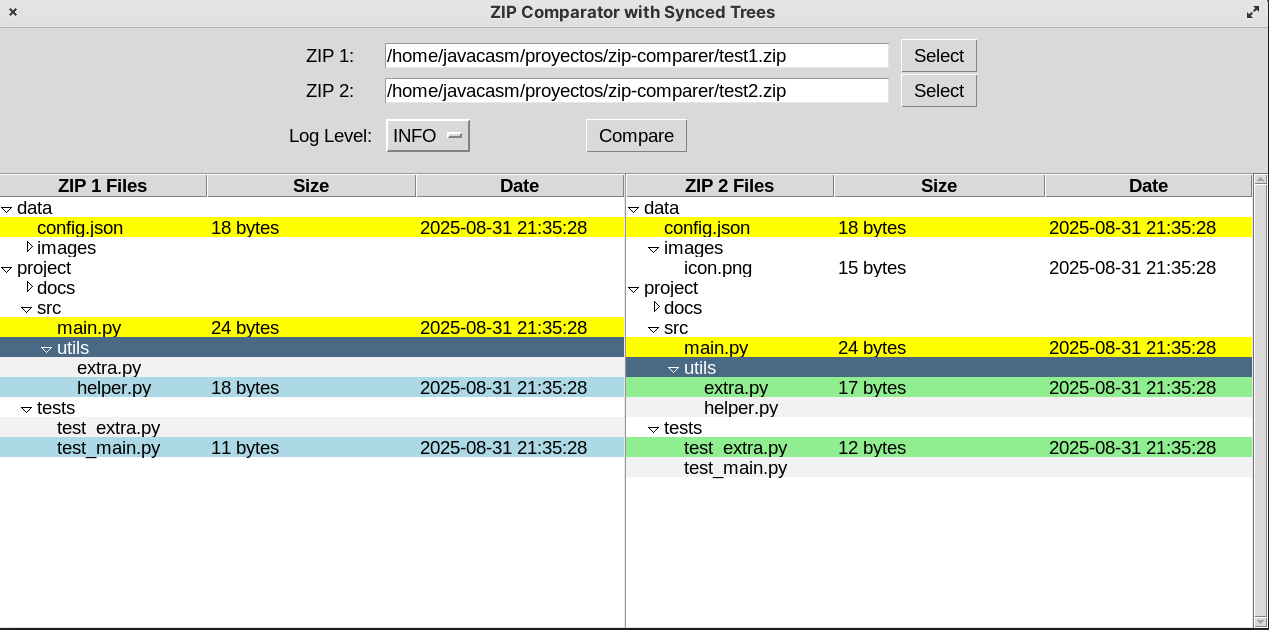 ZIP Comparator with Synced Trees
ZIP 1: /home/javacasm/proyectos/zip-comparer/test1.zip Select
ZIP 2: /home/javacasm/proyectos/zip-comparer/test2.zip Select
Log Level: INFO Compare
ZIP 1 Files Size Date
data
config.json 18 bytes 2025-08-31 21:35:28
images
project
docs
src
main.py 24 bytes 2025-08-31 21:35:28
utils
extra.py
helper.py 18 bytes 2025-08-31 21:35:28
tests
test_extra.py
test_main.py 11 bytes 2025-08-31 21:35:28
ZIP 2 Files Size Date
data
config.json 18 bytes 2025-08-31 21:35:28
images
icon.png 15 bytes 2025-08-31 21:35:28
project
docs
src
main.py 24 bytes 2025-08-31 21:35:28
utils
extra.py 17 bytes 2025-08-31 21:35:28
helper.py
tests
test_extra.py 12 bytes 2025-08-31 21:35:28
test_main.py